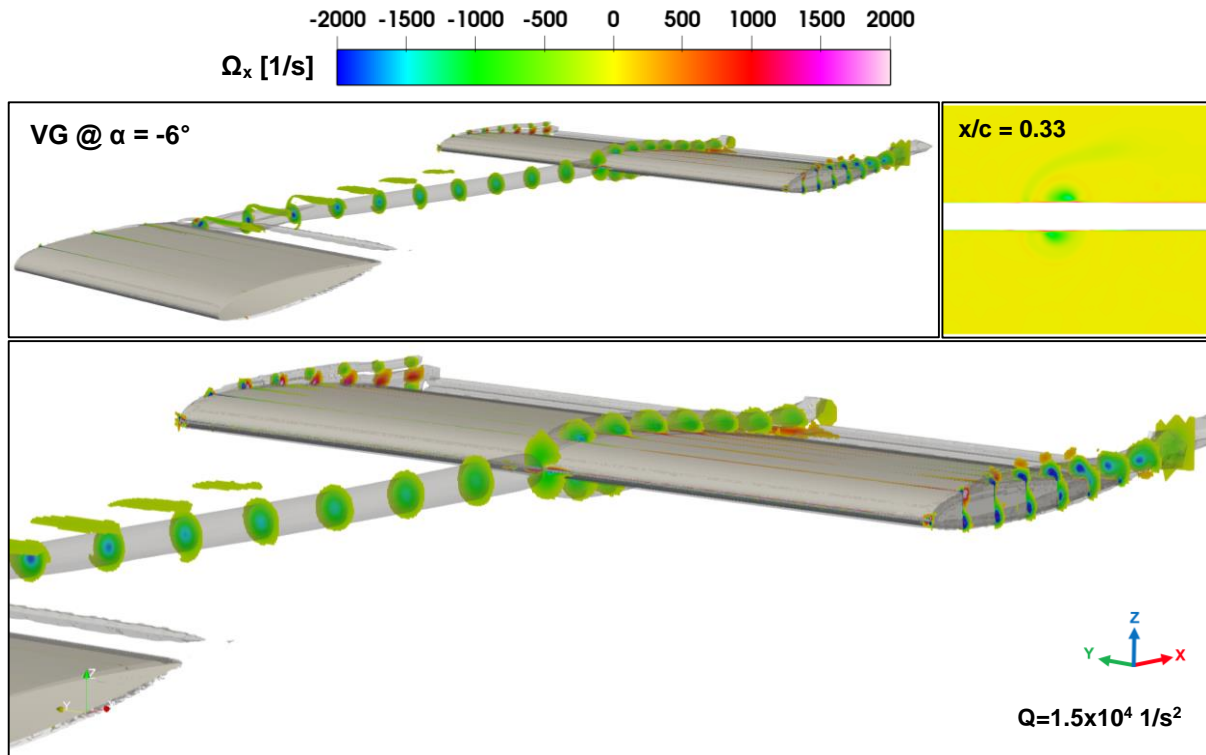 -2000 -1500 -1000 -500 0 500 1000 1500 2000
Ωₓ [1/s]
VG @ α = -6°
x/c = 0.33
Z
Y X
Z
Y
Q=1.5x10⁴ 1/s²